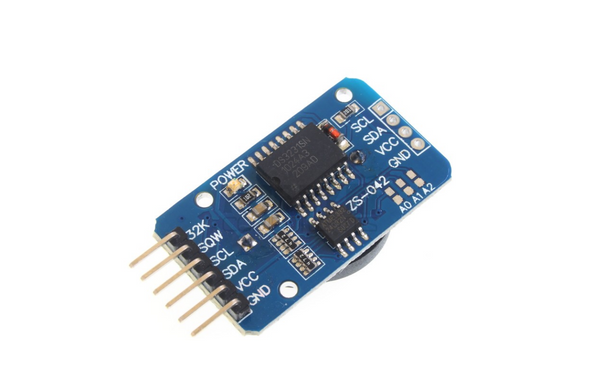 SCL
SDA
VCC
GND
POWER
ZS-042
A0 A1 A2
32K
SQW
SCL
SDA
VCC
GND